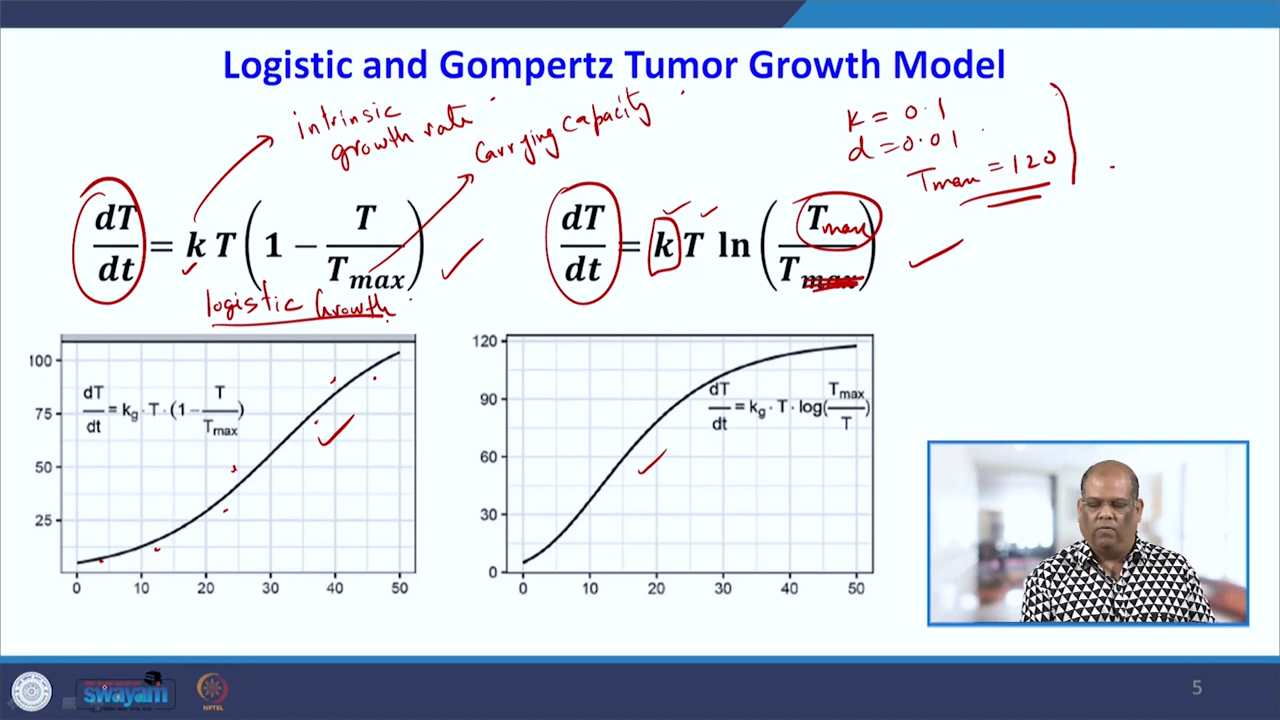 Logistic and Gompertz Tumor Growth Model
intrinsic
growth rate
Carrying capacity
k = 0.1
d = 0.01
Tmax = 120
dT/dt = k T (1 − T/Tmax)
dT/dt = k T ln (Tmax/Tmax)
logistic Growth
100
75
50
25
0 10 20 30 40 50
dT/dt = kg · T · (1 − T/Tmax)
120
90
60
30
0
0 10 20 30 40 50
dT/dt = kg · T · log(Tmax/T)
swayam
NPTEL
5